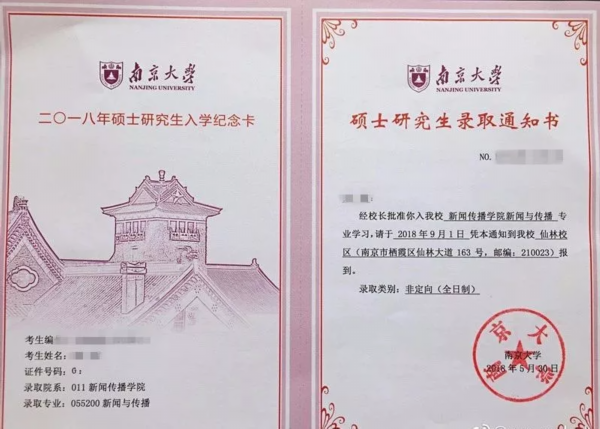 南京大学
NANJING UNIVERSITY
二〇一八年硕士研究生入学纪念卡
考生编
考生姓名:
证件号码: 6:
录取院系: 011 新闻传播学院
录取专业: 055200 新闻与传播
南京大学
NANJING UNIVERSITY
硕士研究生录取通知书
NO.
:
经校长批准你入我校 新闻传播学院新闻与传播 专
业学习,请于 2018 年 9 月 1 日 凭本通知到我校 仙林校
区(南京市栖霞区仙林大道 163 号,邮编:210023)报
到。
录取类别: 非定向(全日制)
南京大学
南京大学
2018 年 5 月 30 日